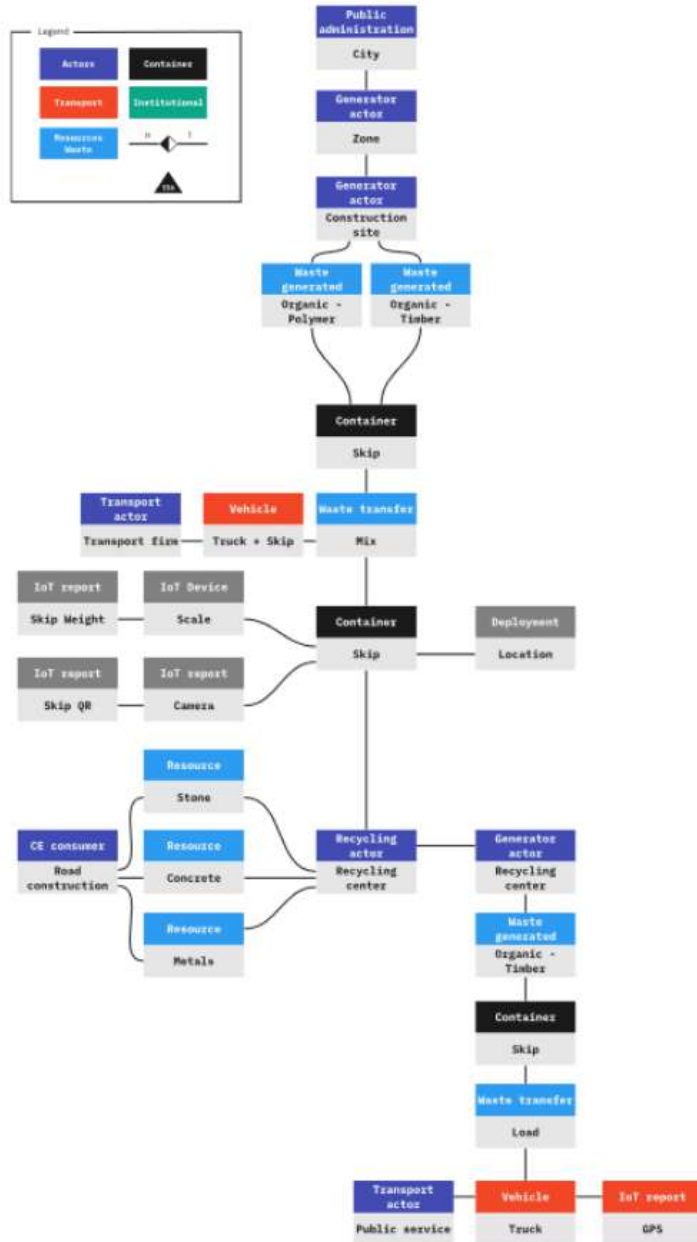 Legend
Actors
Container
Transport
Institutional
Resources
Waste
Public
administration
City
Generator
actor
Zone
Generator
actor
Construction
site
Waste
generated
Organic -
Polymer
Waste
generated
Organic -
Timber
Container
Skip
Transport
actor
Transport firm
Vehicle
Truck + Skip
Waste transfer
Mix
IoT report
Skip Weight
IoT Device
Scale
Container
Skip
Deployment
Location
IoT report
Skip QR
IoT report
Camera
Resource
Stone
CE consumer
Road
construction
Resource
Concrete
Recycling
actor
Recycling
center
Generator
actor
Recycling
center
Resource
Metals
Waste
generated
Organic -
Timber
Container
Skip
Waste transfer
Load
Transport
actor
Public service
Vehicle
Truck
IoT report
GPS